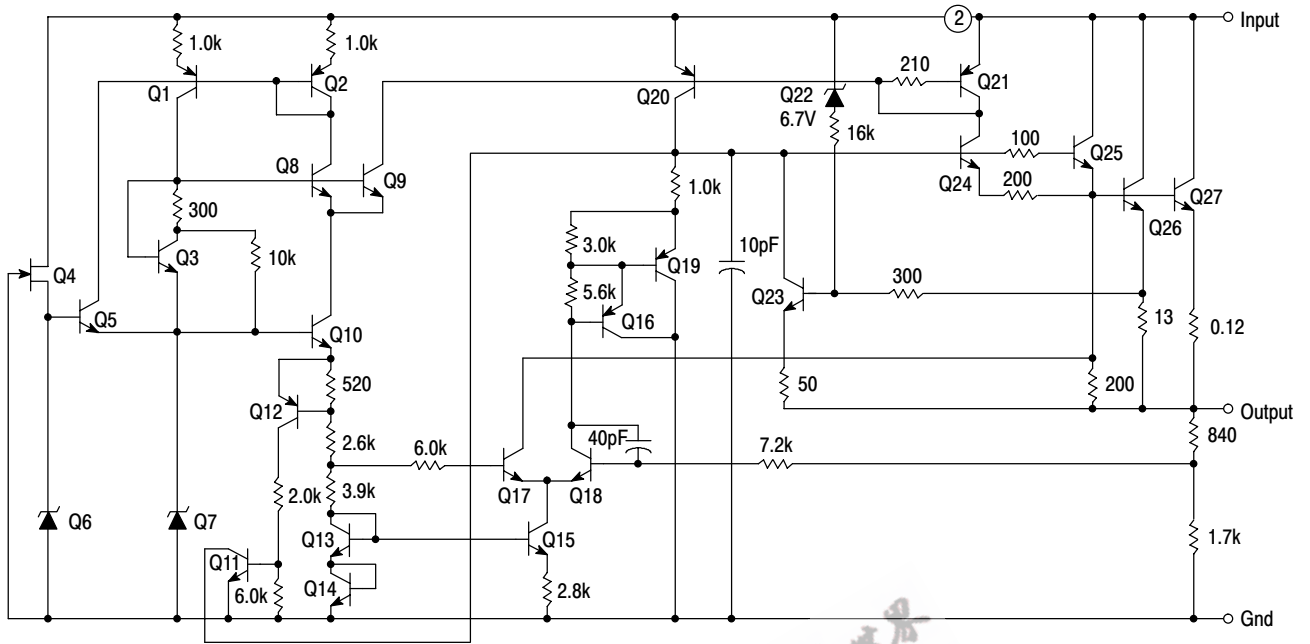 2
Input
1.0k
1.0k
Q1
Q2
Q20
Q22
6.7V
210
Q21
16k
100
Q25
Q8
Q9
Q24
200
Q27
Q26
1.0k
300
Q3
10k
3.0k
Q19
10pF
Q4
Q5
5.6k
Q16
Q23
300
13
0.12
Q10
520
50
200
Output
Q12
2.6k
40pF
840
6.0k
7.2k
Q17
Q18
2.0k
3.9k
Q6
Q7
Q13
Q15
1.7k
Q11
6.0k
Q14
2.8k
Gnd